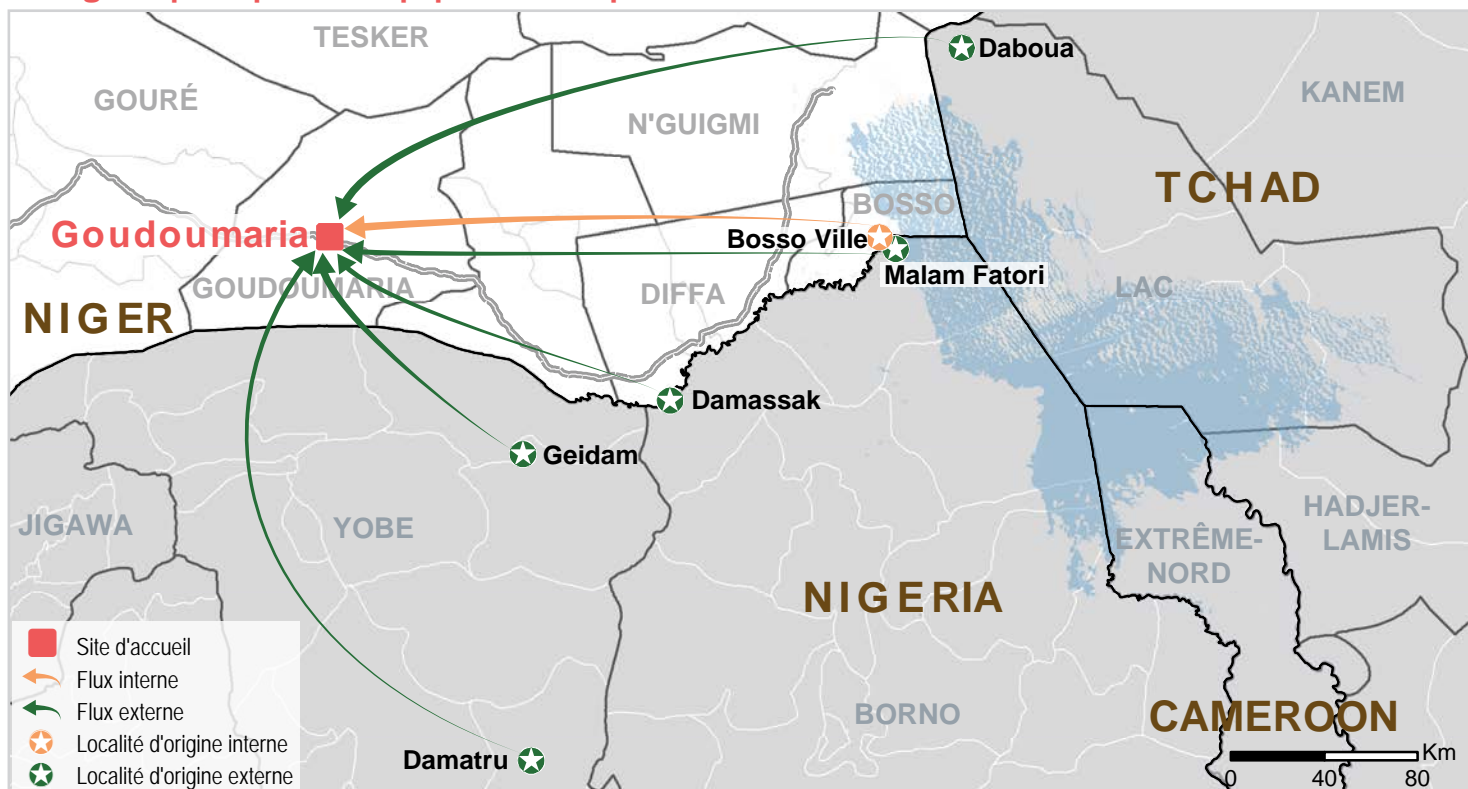 TESKER
Daboua
GOURÉ
KANEM
N'GUIGMI
TCHAD
BOSSO
Goudoumaria
Bosso Ville
Malam Fatori
GOUDOUMARIA
DIFFA
LAC
NIGER
Damassak
Geidam
JIGAWA
YOBE
HADJER-
LAMIS
EXTRÊME-
NORD
NIGERIA
Site d'accueil
Flux interne
Flux externe
Localité d'origine interne
Localité d'origine externe
BORNO
CAMEROON
Damatru
Km
0 40 80